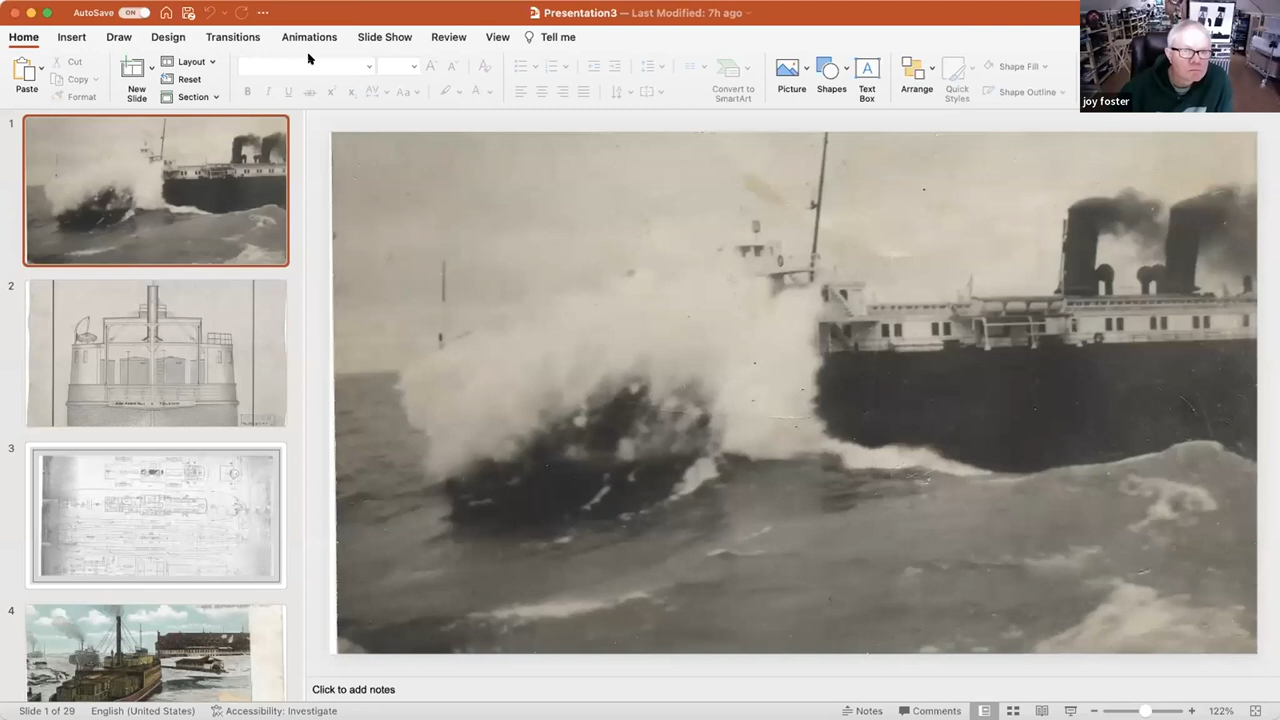 AutoSave ON Presentation3 — Last Modified: 7h ago
Home Insert Draw Design Transitions Animations Slide Show Review View Tell me
Paste Cut Copy Format
New Slide Layout Reset Section
Convert to SmartArt
Picture Shapes Text Box Arrange Quick Styles Shape Fill Shape Outline
joy foster
1
2
3
4
Click to add notes
Slide 1 of 29 English (United States) Accessibility: Investigate Notes Comments 122%